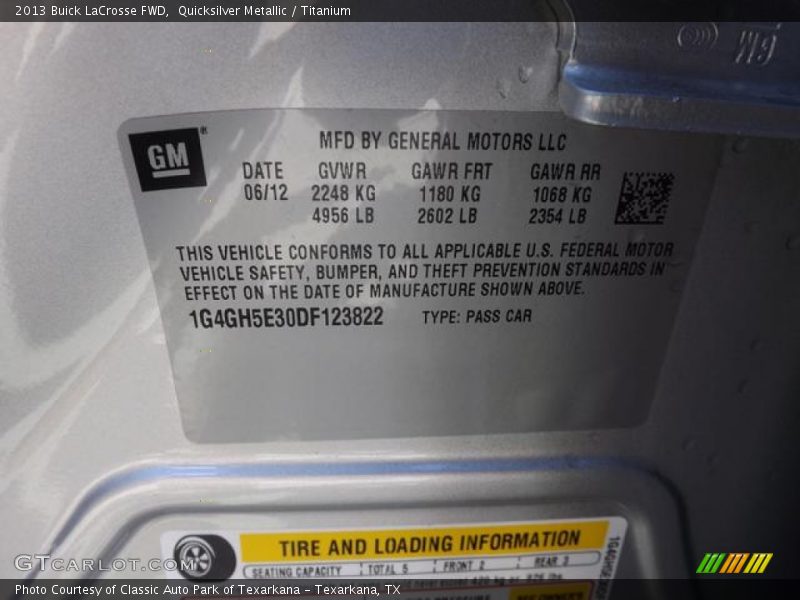 2013 Buick LaCrosse FWD, Quicksilver Metallic / Titanium
GM
GM®
MFD BY GENERAL MOTORS LLC
DATE GVWR GAWR FRT GAWR RR
06/12 2248 KG 1180 KG 1068 KG
4956 LB 2602 LB 2354 LB
THIS VEHICLE CONFORMS TO ALL APPLICABLE U.S. FEDERAL MOTOR
VEHICLE SAFETY, BUMPER, AND THEFT PREVENTION STANDARDS IN
EFFECT ON THE DATE OF MANUFACTURE SHOWN ABOVE.
1G4GH5E30DF123822 TYPE: PASS CAR
TIRE AND LOADING INFORMATION
SEATING CAPACITY TOTAL 5 FRONT 2 REAR 3
GTCARLOT.COM
Photo Courtesy of Classic Auto Park of Texarkana - Texarkana, TX